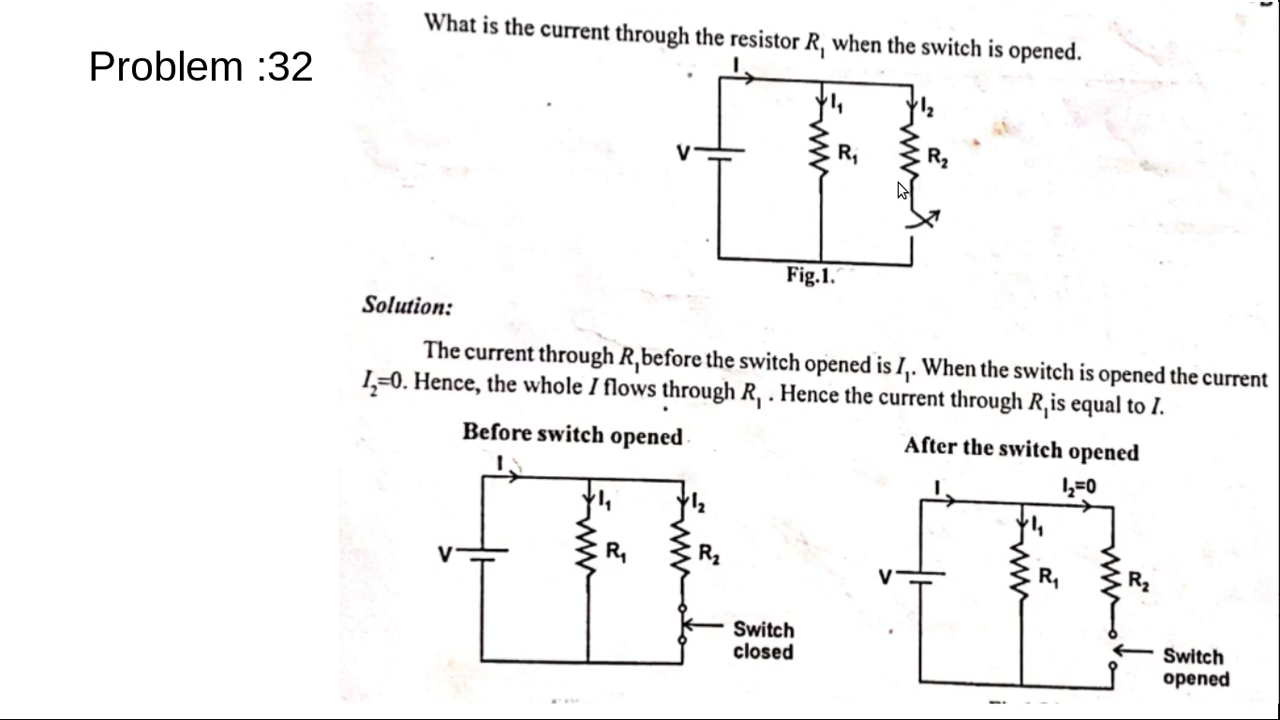 Problem :32
What is the current through the resistor R₁ when the switch is opened.
I
I₁
I₂
V
R₁
R₂
Fig.1.
Solution:
The current through R₁ before the switch opened is I₁. When the switch is opened the current
I₂=0. Hence, the whole I flows through R₁ . Hence the current through R₁ is equal to I.
Before switch opened
I
I₁
I₂
V
R₁
R₂
Switch
closed
After the switch opened
I
I₂=0
I₁
V
R₁
R₂
Switch
opened